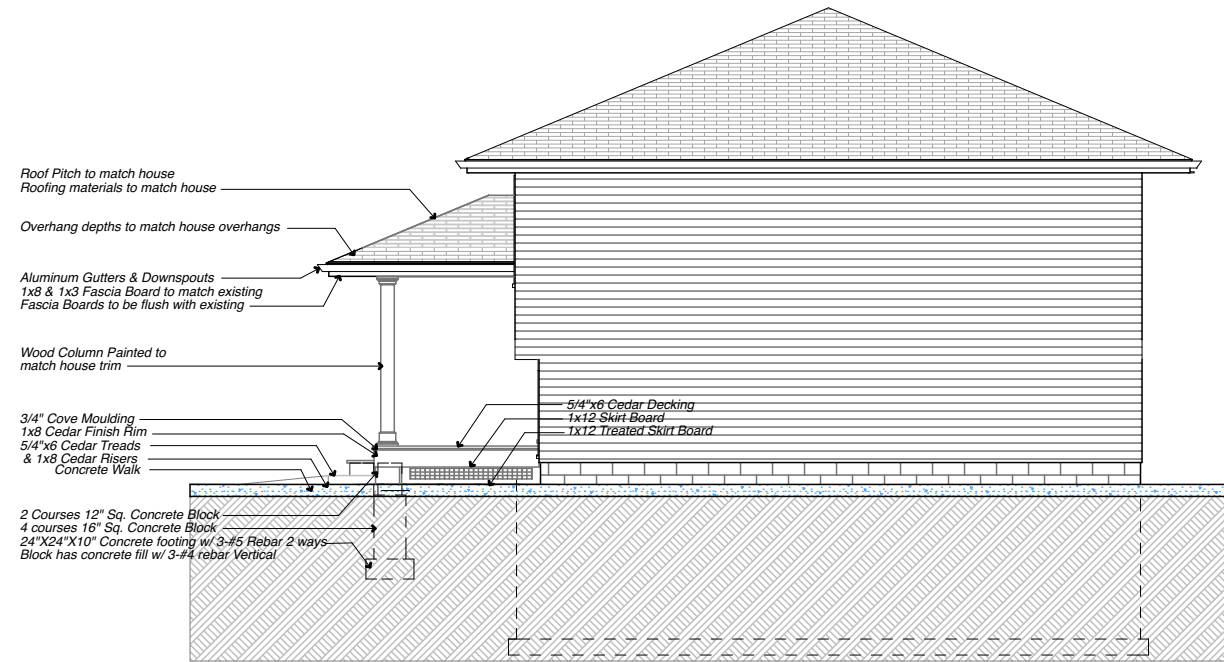 Roof Pitch to match house
Roofing materials to match house
Overhang depths to match house overhangs
Aluminum Gutters & Downspouts
1x8 & 1x3 Fascia Board to match existing
Fascia Boards to be flush with existing
Wood Column Painted to
match house trim
3/4" Cove Moulding
1x8 Cedar Finish Rim
5/4"x6 Cedar Treads
& 1x8 Cedar Risers
Concrete Walk
5/4"x6 Cedar Decking
1x12 Skirt Board
1x12 Treated Skirt Board
2 Courses 12" Sq. Concrete Block
4 courses 16" Sq. Concrete Block
24"X24"X10" Concrete footing w/ 3-#5 Rebar 2 ways
Block has concrete fill w/ 3-#4 rebar Vertical